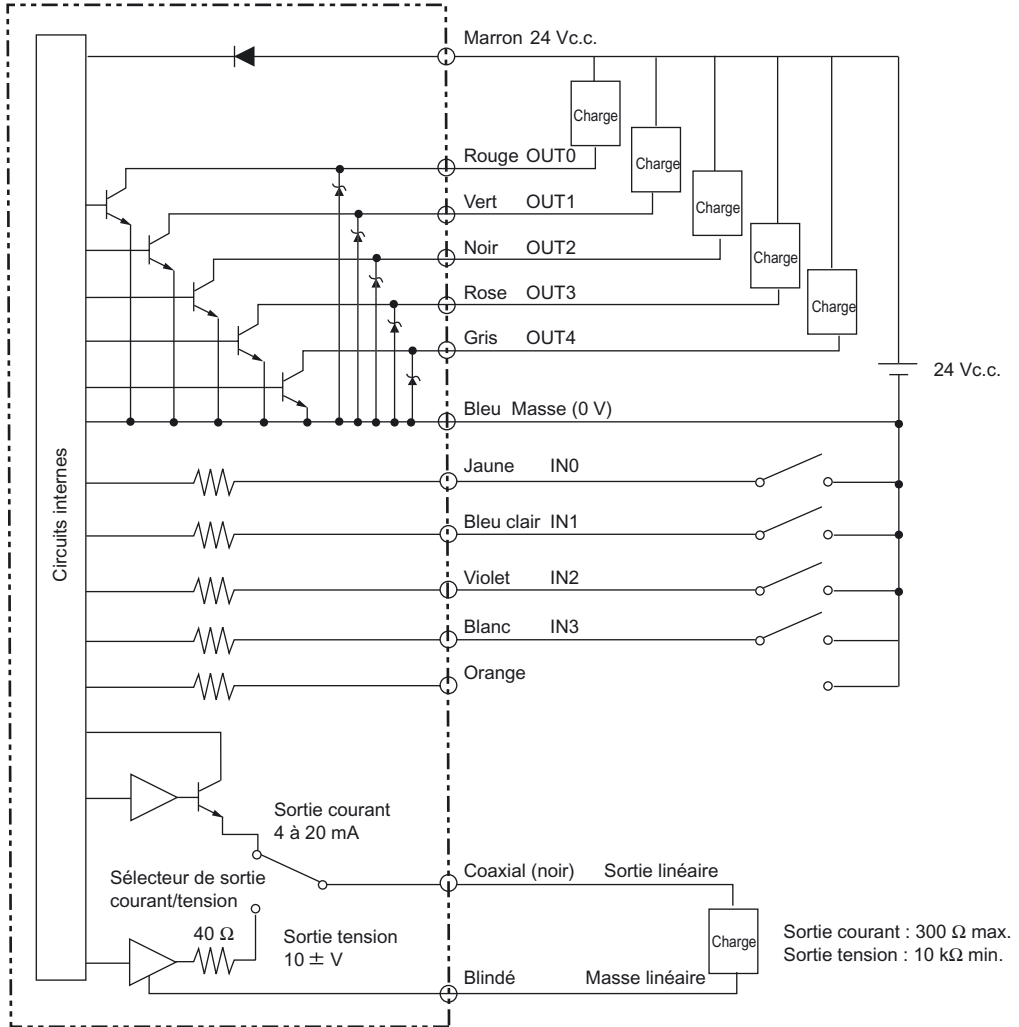 Marron 24 Vc.c.
Charge
Rouge OUT0
Charge
Vert OUT1
Charge
Noir OUT2
Charge
Rose OUT3
Charge
Gris OUT4
24 Vc.c.
Bleu Masse (0 V)
Circuits internes
Jaune IN0
Bleu clair IN1
Violet IN2
Blanc IN3
Orange
Sortie courant
4 à 20 mA
Coaxial (noir) Sortie linéaire
Sélecteur de sortie
courant/tension
40 Ω
Sortie tension
10 ± V
Charge
Sortie courant : 300 Ω max.
Sortie tension : 10 kΩ min.
Blindé Masse linéaire